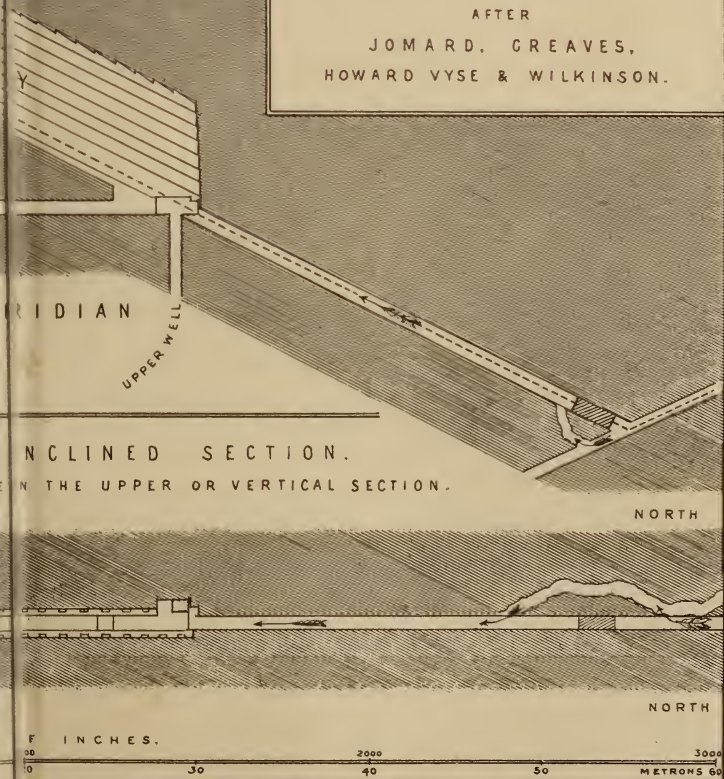 AFTER
JOMARD, GREAVES,
HOWARD VYSE & WILKINSON.
Y
RIDIAN
UPPER WELL
NCLINED SECTION.
N THE UPPER OR VERTICAL SECTION.
NORTH
NORTH
F INCHES.
2000 3000
30 40 50 METRONS 60